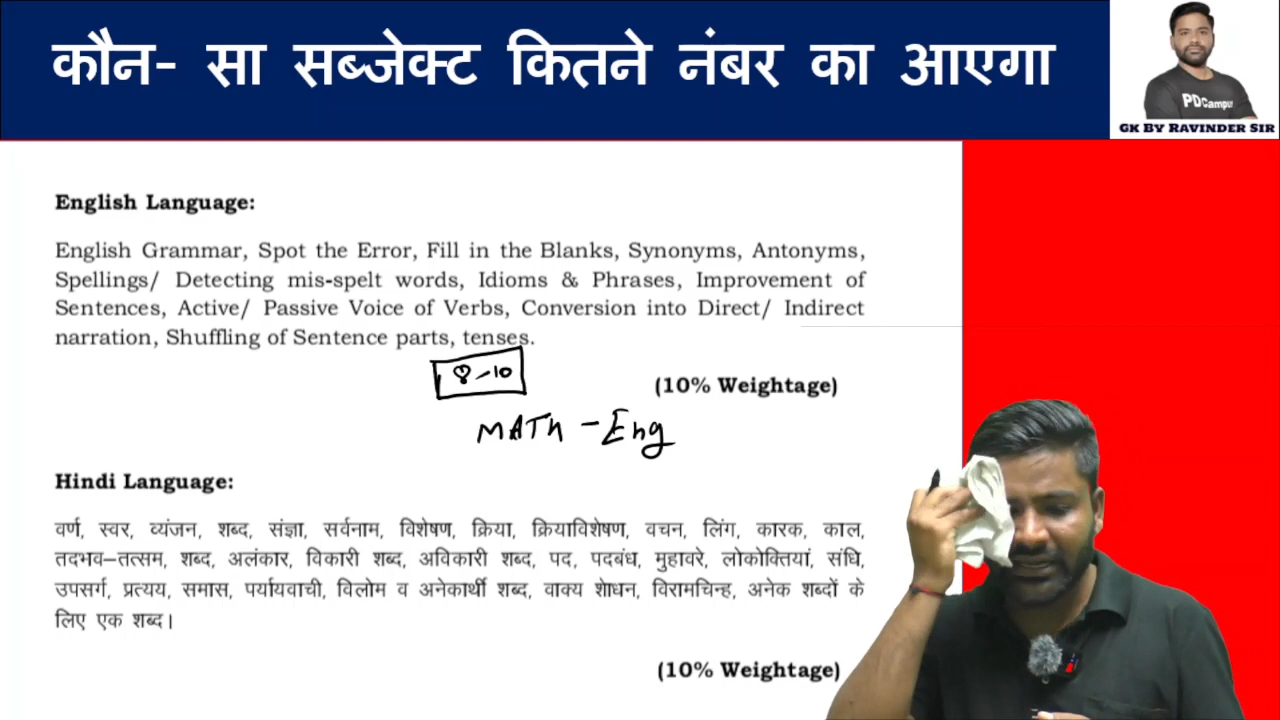 कौन- सा सब्जेक्ट कितने नंबर का आएगा
PDCampus
GK By Ravinder Sir
English Language:
English Grammar, Spot the Error, Fill in the Blanks, Synonyms, Antonyms,
Spellings/ Detecting mis-spelt words, Idioms & Phrases, Improvement of
Sentences, Active/ Passive Voice of Verbs, Conversion into Direct/ Indirect
narration, Shuffling of Sentence parts, tenses.
8-10
(10% Weightage)
MATH - Eng
Hindi Language:
वर्ण, स्वर, व्यंजन, शब्द, संज्ञा, सर्वनाम, विशेषण, क्रिया, क्रियाविशेषण, वचन, लिंग, कारक, काल,
तदभव–तत्सम, शब्द, अलंकार, विकारी शब्द, अविकारी शब्द, पद, पदबंध, मुहावरे, लोकोक्तियां, संधि,
उपसर्ग, प्रत्यय, समास, पर्यायवाची, विलोम व अनेकार्थी शब्द, वाक्य शोधन, विरामचिन्ह, अनेक शब्दों के
लिए एक शब्द।
(10% Weightage)